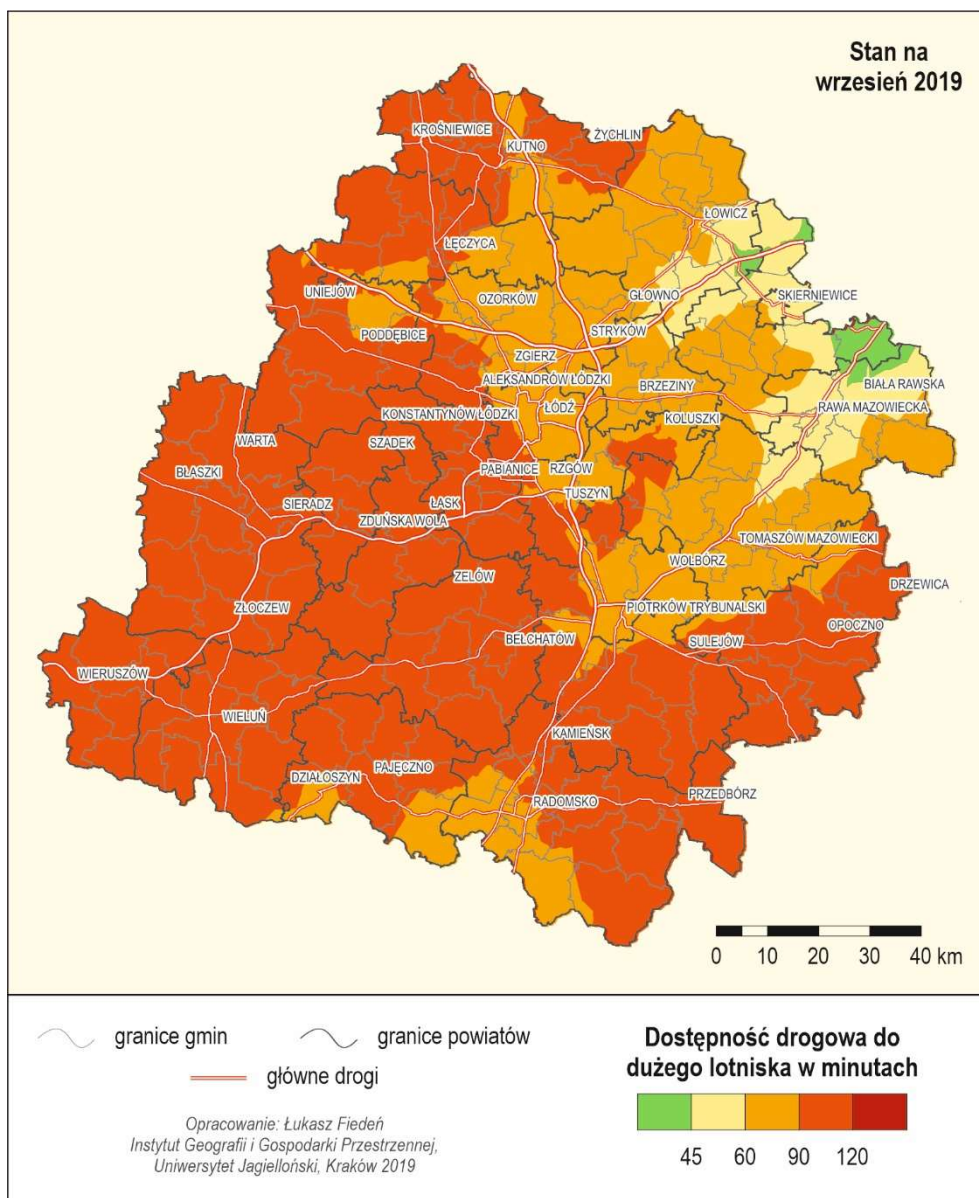 Stan na
wrzesień 2019
KROŚNIEWICE
ŻYCHLIN
KUTNO
ŁOWICZ
ŁĘCZYCA
UNIEJÓW
OZORKÓW
GŁOWNO
SKIERNIEWICE
STRYKÓW
PODDĘBICE
ZGIERZ
ALEKSANDRÓW ŁÓDZKI
BRZEZINY
BIAŁA RAWSKA
KONSTANTYNÓW ŁÓDZKI
ŁÓDŹ
RAWA MAZOWIECKA
KOLUSZKI
WARTA
SZADEK
BŁASZKI
PABIANICE
RZGÓW
TUSZYN
SIERADZ
ŁASK
ZDUŃSKA WOLA
TOMASZÓW MAZOWIECKI
WOLBÓRZ
ZELÓW
DRZEWICA
ZŁOCZEW
PIOTRKÓW TRYBUNALSKI
OPOCZNO
BEŁCHATÓW
SULEJÓW
WIERUSZÓW
WIELUŃ
KAMIEŃSK
DZIAŁOSZYN
PAJĘCZNO
RADOMSKO
PRZEDBÓRZ
0 10 20 30 40 km
granice gmin
granice powiatów
główne drogi
Opracowanie: Łukasz Fiedeń
Instytut Geografii i Gospodarki Przestrzennej,
Uniwersytet Jagielloński, Kraków 2019
Dostępność drogowa do
dużego lotniska w minutach
45 60 90 120